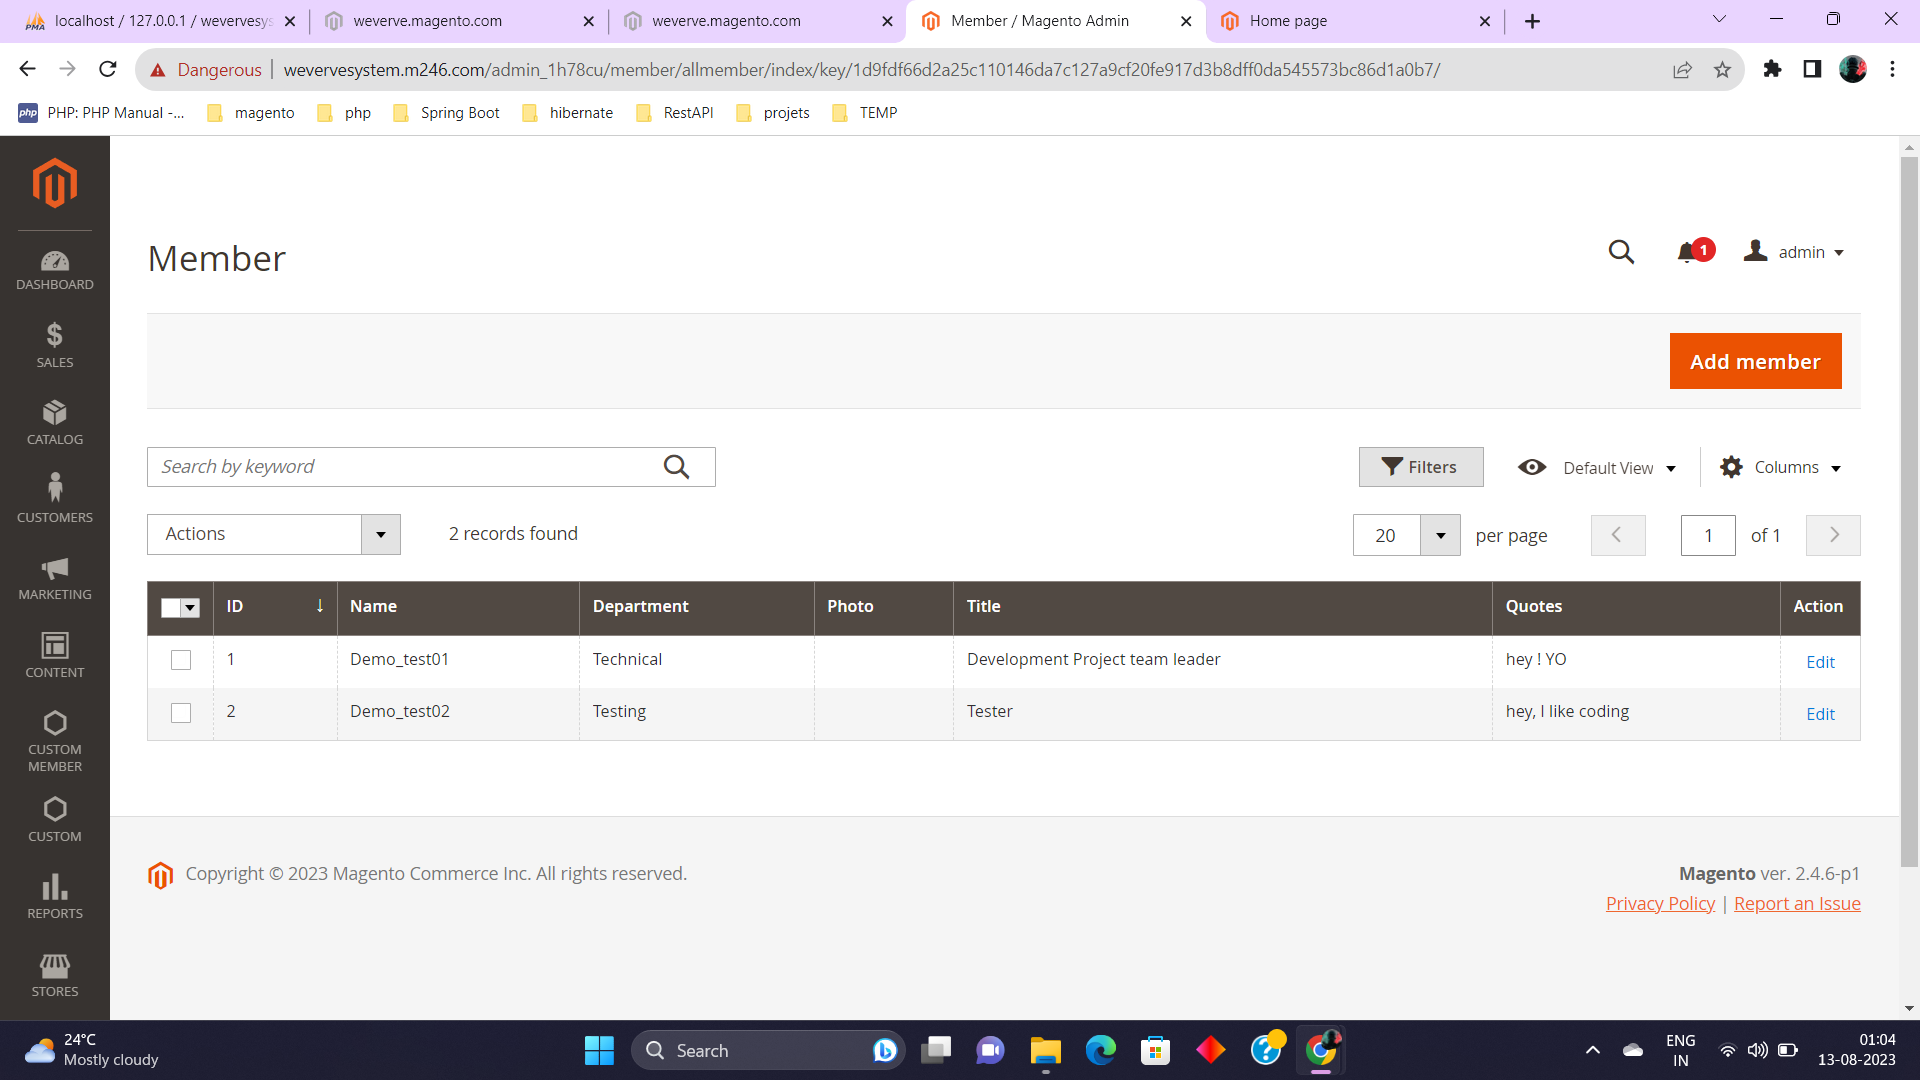 localhost / 127.0.0.1 / wevervesys
weverve.magento.com
weverve.magento.com
Member / Magento Admin
Home page
Dangerous
wevervesystem.m246.com/admin_1h78cu/member/allmember/index/key/1d9fdf66d2a25c110146da7c127a9cf20fe917d3b8dff0da545573bc86d1a0b7/
PHP: PHP Manual -...
magento
php
Spring Boot
hibernate
RestAPI
projets
TEMP
DASHBOARD
SALES
CATALOG
CUSTOMERS
MARKETING
CONTENT
CUSTOM
MEMBER
CUSTOM
REPORTS
STORES
Member
1
admin
Add member
Search by keyword
Filters
Default View
Columns
Actions
2 records found
20
per page
1
of 1
ID ↓ Name Department Photo Title Quotes Action
1 Demo_test01 Technical Development Project team leader hey ! YO Edit
2 Demo_test02 Testing Tester hey, I like coding Edit
Copyright © 2023 Magento Commerce Inc. All rights reserved.
Magento ver. 2.4.6-p1
Privacy Policy | Report an Issue
24°C
Mostly cloudy
Search
ENG
IN
01:04
13-08-2023